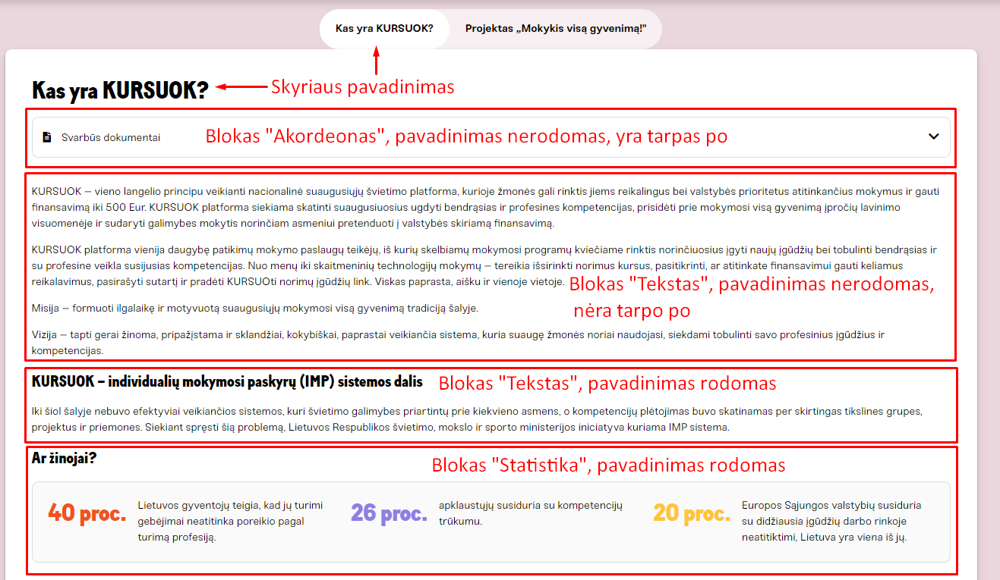 Kas yra KURSUOK? Projektas „Mokykis visą gyvenimą!"
Kas yra KURSUOK?
Skyriaus pavadinimas
Svarbūs dokumentai
Blokas "Akordeonas", pavadinimas nerodomas, yra tarpas po
KURSUOK – vieno langelio principu veikianti nacionalinė suaugusiųjų švietimo platforma, kurioje žmonės gali rinktis jiems reikalingus bei valstybės prioritetus atitinkančius mokymus ir gauti
finansavimą iki 500 Eur. KURSUOK platforma siekiama skatinti suaugusiuosius ugdyti bendrąsias ir profesines kompetencijas, prisidėti prie mokymosi visą gyvenimą įpročių lavinimo
visuomenėje ir sudaryti galimybes mokytis norinčiam asmeniui pretenduoti į valstybės skiriamą finansavimą.
KURSUOK platforma vienija daugybę patikimų mokymo paslaugų teikėjų, iš kurių skelbiamų mokymosi programų kviečiame rinktis norinčiuosius įgyti naujų įgūdžių bei tobulinti bendrąsias ir
su profesine veikla susijusias kompetencijas. Nuo menų iki skaitmeninių technologijų mokymų – tereikia išsirinkti norimus kursus, pasitikrinti, ar atitinkate finansavimui gauti keliamus
reikalavimus, pasirašyti sutartį ir pradėti KURSUOti norimų įgūdžių link. Viskas paprasta, aišku ir vienoje vietoje.
Blokas "Tekstas", pavadinimas nerodomas,
nėra tarpo po
Misija – formuoti ilgalaikę ir motyvuotą suaugusiųjų mokymosi visą gyvenimą tradiciją šalyje.
Vizija – tapti gerai žinoma, pripažįstama ir sklandžiai, kokybiškai, paprastai veikiančia sistema, kuria suaugę žmonės noriai naudojasi, siekdami tobulinti savo profesinius įgūdžius ir
kompetencijas.
KURSUOK – individualių mokymosi paskyrų (IMP) sistemos dalis
Blokas "Tekstas", pavadinimas rodomas
Iki šiol šalyje nebuvo efektyviai veikiančios sistemos, kuri švietimo galimybes priartintų prie kiekvieno asmens, o kompetencijų plėtojimas buvo skatinamas per skirtingas tikslines grupes,
projektus ir priemones. Siekiant spręsti šią problemą, Lietuvos Respublikos švietimo, mokslo ir sporto ministerijos iniciatyva kuriama IMP sistema.
Ar žinojai?
Blokas "Statistika", pavadinimas rodomas
40 proc.
Lietuvos gyventojų teigia, kad jų turimi
gebėjimai neatitinka poreikio pagal
turimą profesiją.
26 proc.
apklaustųjų susiduria su kompetencijų
trūkumu.
20 proc.
Europos Sąjungos valstybių susiduria
su didžiausia įgūdžių darbo rinkoje
neatitiktimi, Lietuva yra viena iš jų.